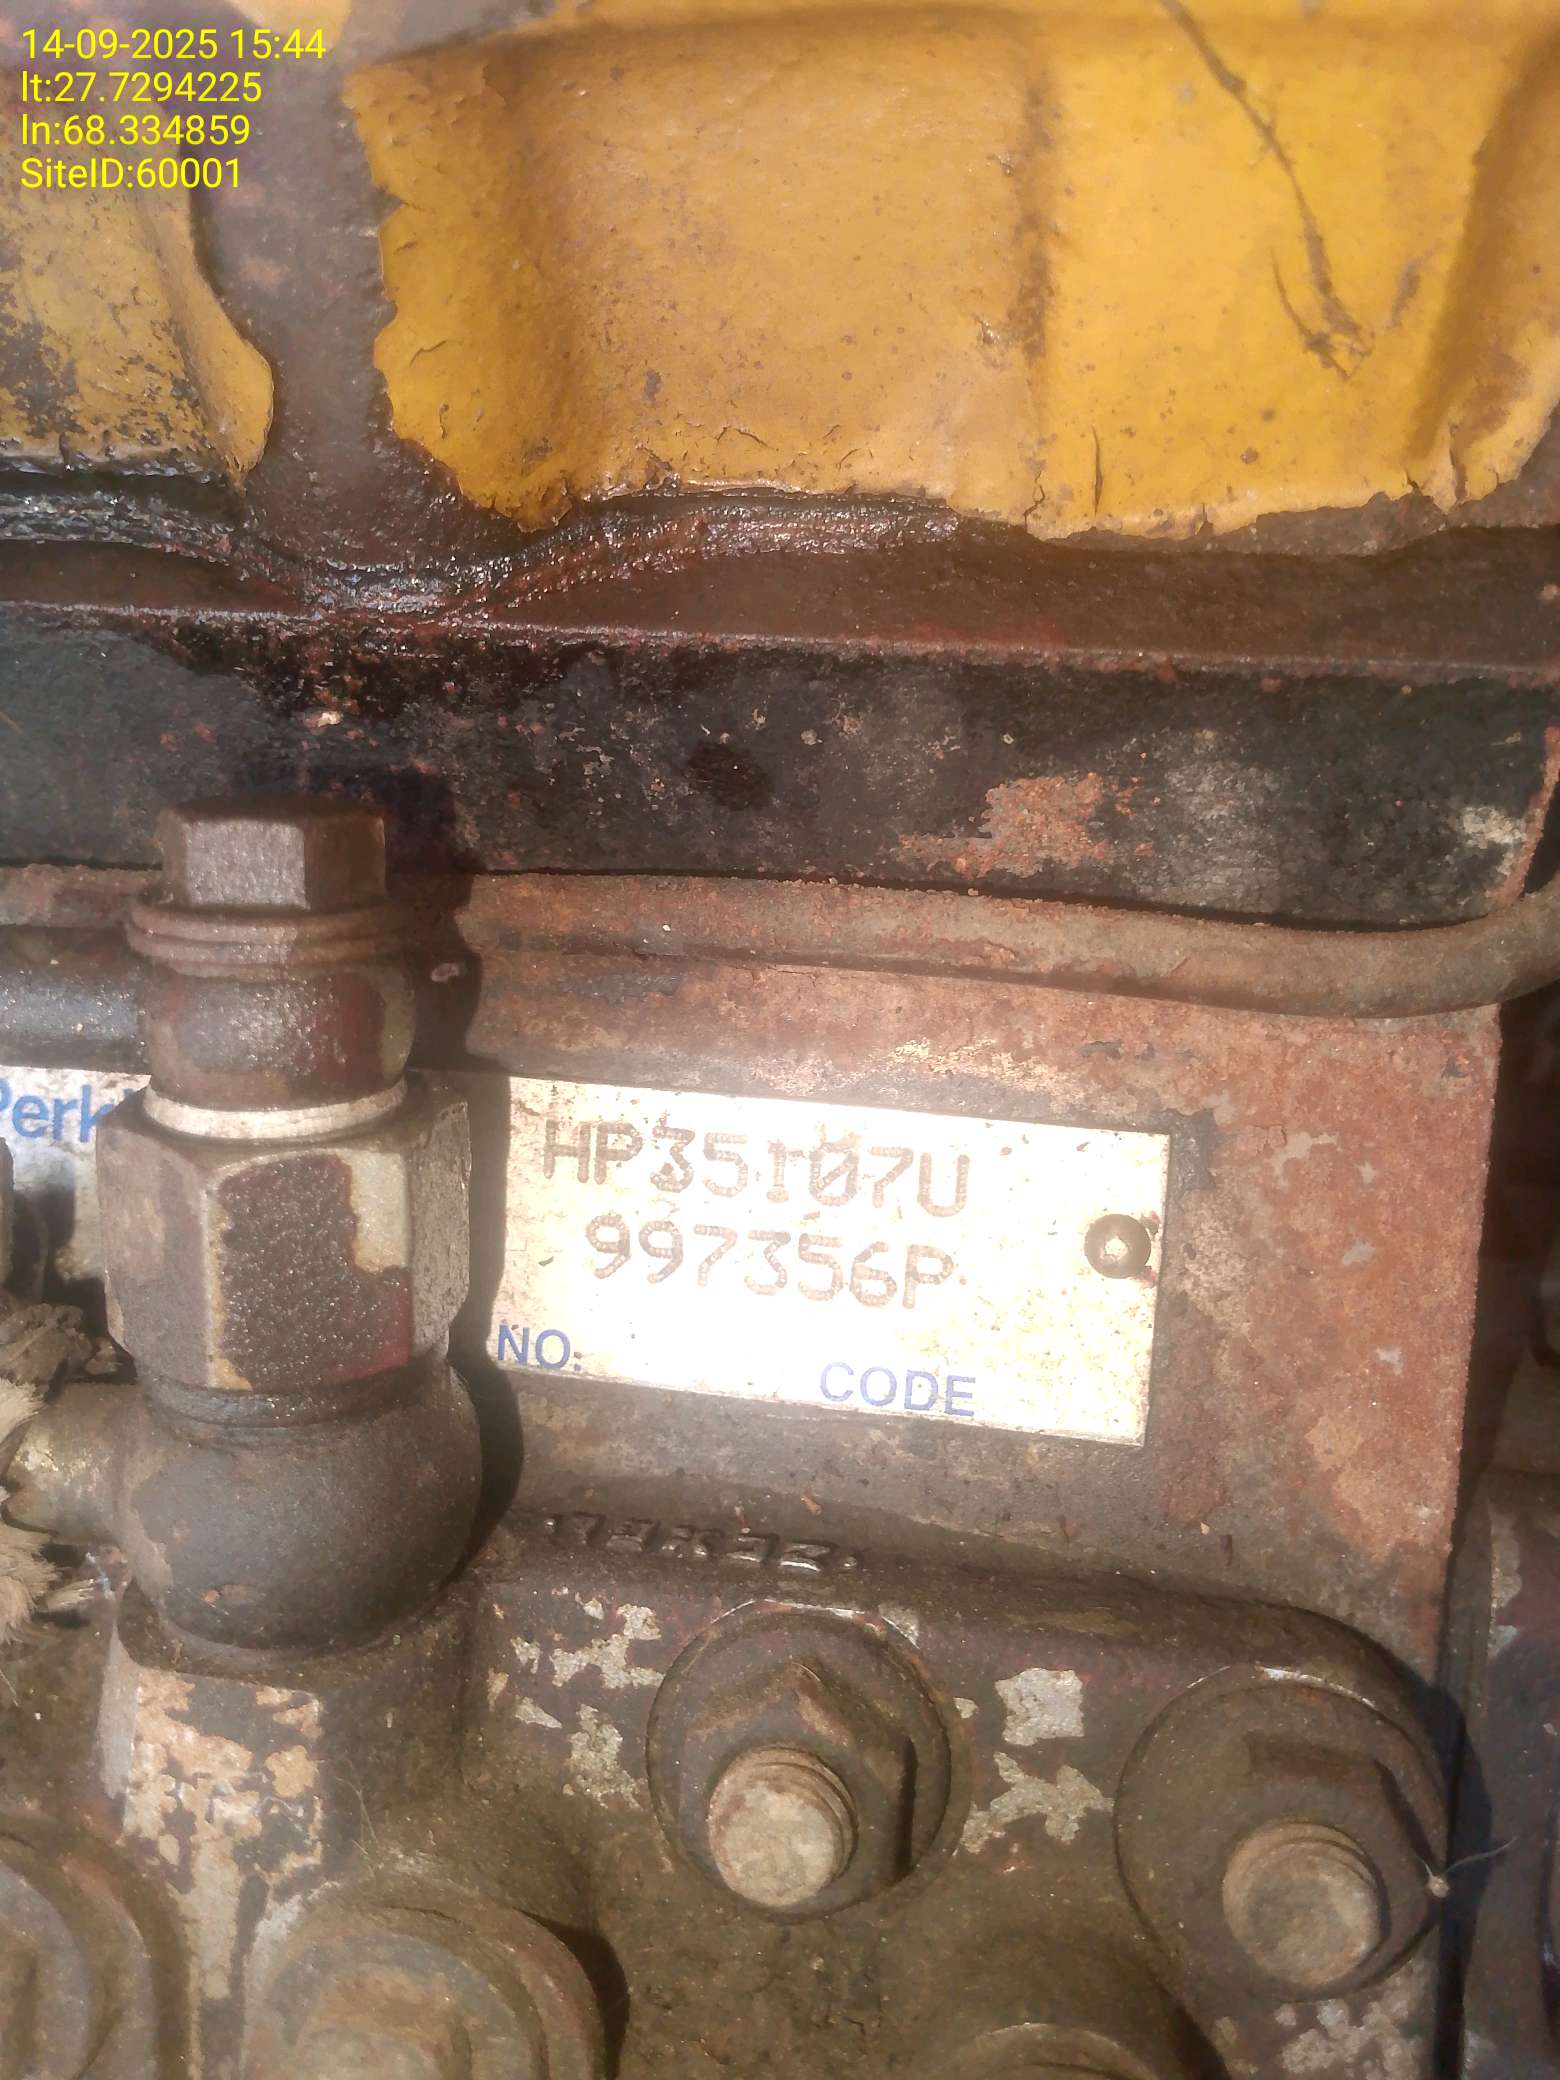 14-09-2025 15:44
lt:27.7294225
ln:68.334859
SiteID:60001
Perk
HP35107U
997356P
NO:
CODE